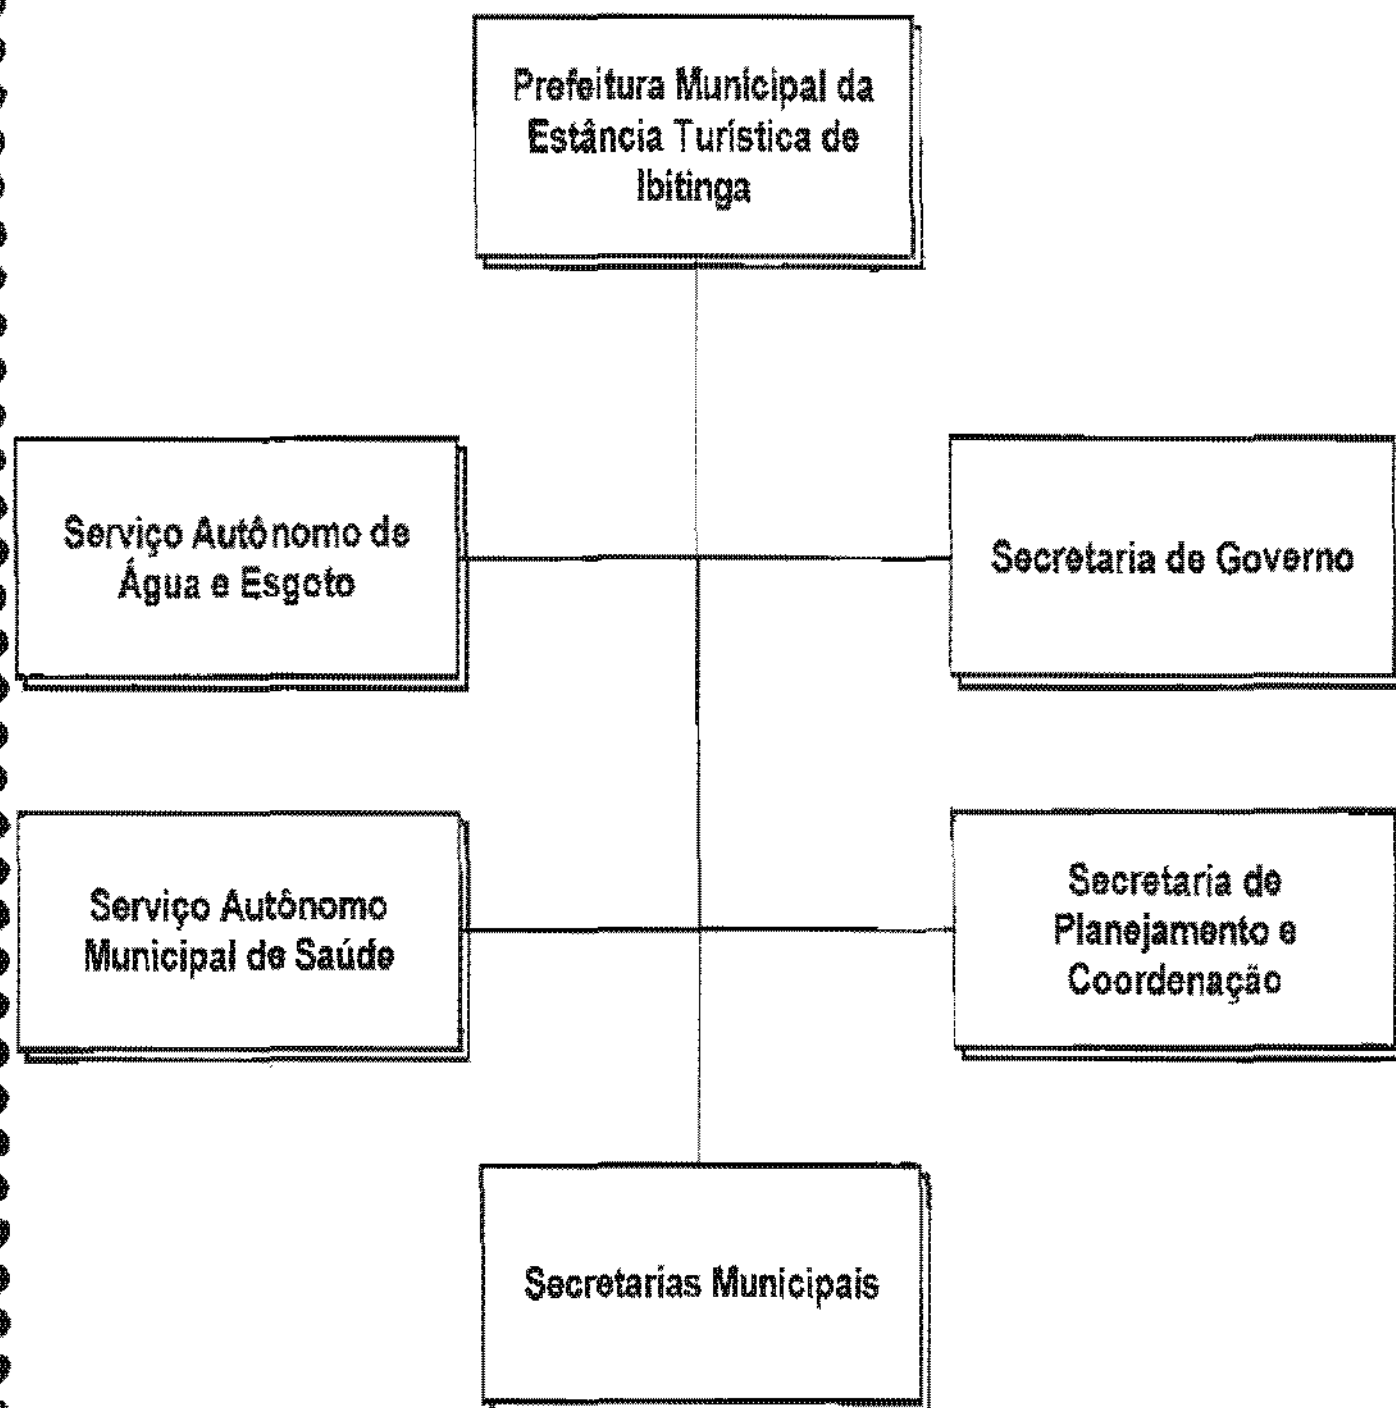 Prefeitura Municipal da
Estância Turística de
Ibitinga
Serviço Autônomo de
Água e Esgoto
Secretaria de Governo
Serviço Autônomo
Municipal de Saúde
Secretaria de
Planejamento e
Coordenação
Secretarias Municipais